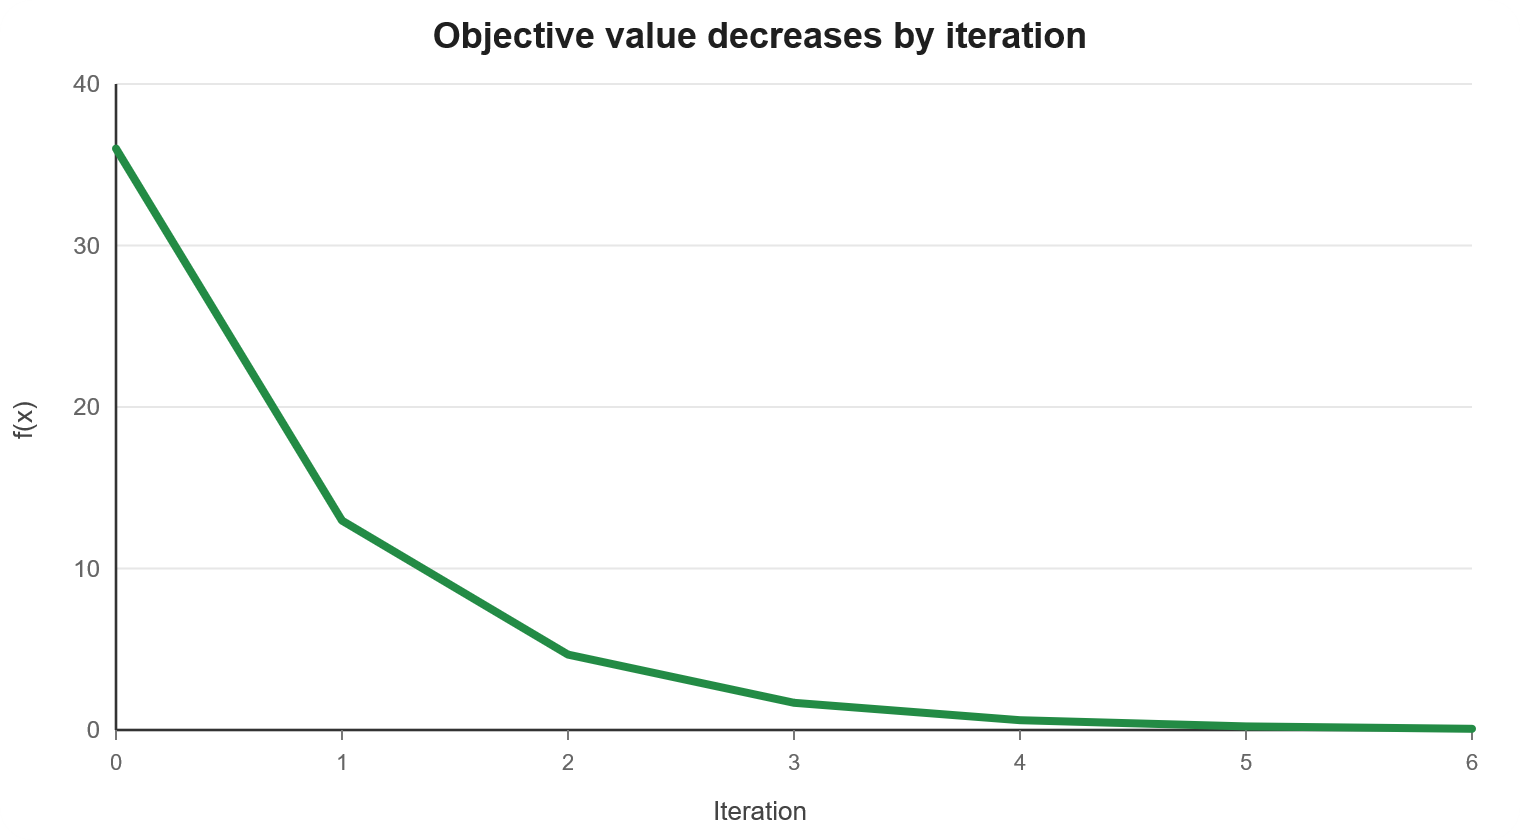 Objective value decreases by iteration
40
30
20
10
0
f(x)
0 1 2 3 4 5 6
Iteration